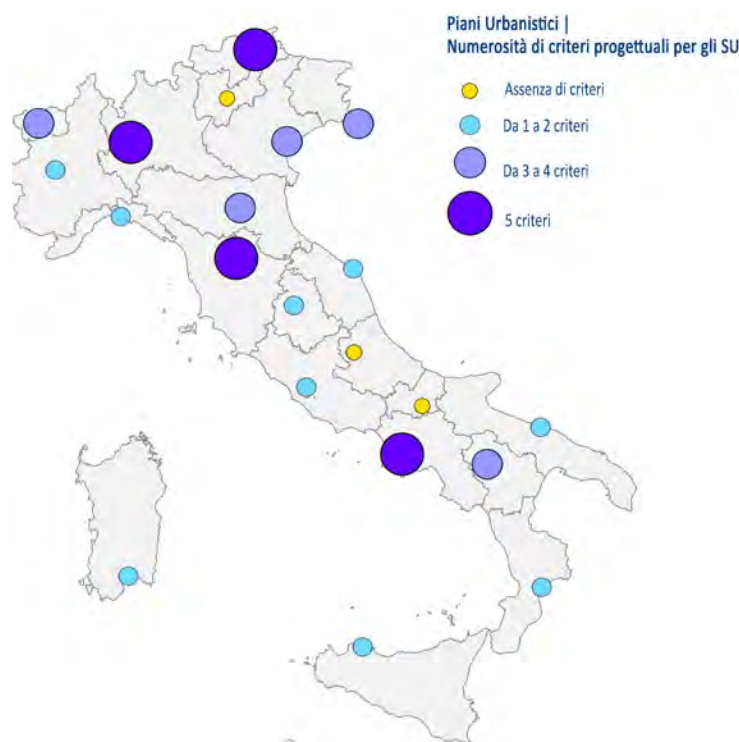 Piani Urbanistici |
Numerosità di criteri progettuali per gli SU
Assenza di criteri
Da 1 a 2 criteri
Da 3 a 4 criteri
5 criteri